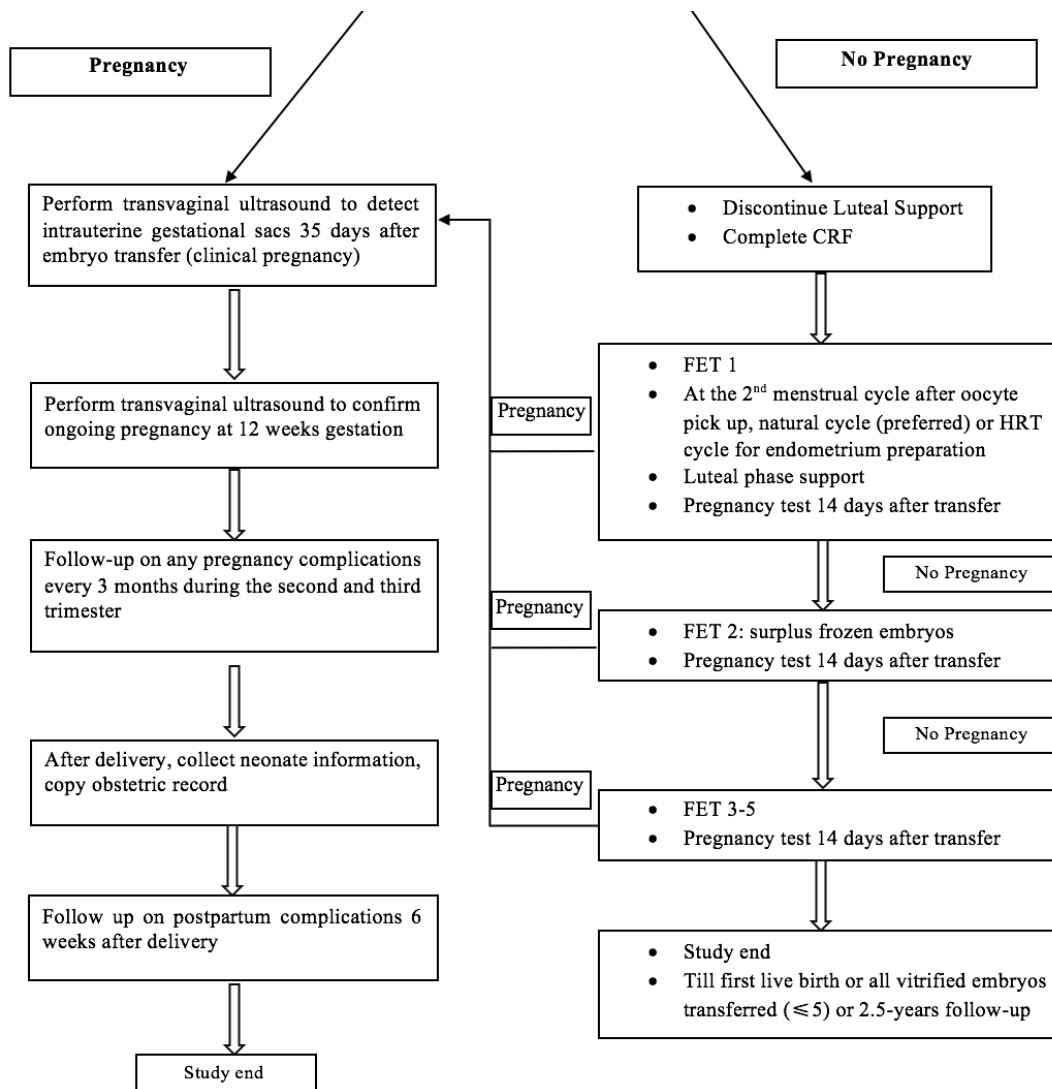 Pregnancy
No Pregnancy
Perform transvaginal ultrasound to detect
intrauterine gestational sacs 35 days after
embryo transfer (clinical pregnancy)
Perform transvaginal ultrasound to confirm
ongoing pregnancy at 12 weeks gestation
Follow-up on any pregnancy complications
every 3 months during the second and third
trimester
After delivery, collect neonate information,
copy obstetric record
Follow up on postpartum complications 6
weeks after delivery
Study end
• Discontinue Luteal Support
• Complete CRF
• FET 1
• At the 2nd menstrual cycle after oocyte
pick up, natural cycle (preferred) or HRT
cycle for endometrium preparation
• Luteal phase support
• Pregnancy test 14 days after transfer
Pregnancy
No Pregnancy
• FET 2: surplus frozen embryos
• Pregnancy test 14 days after transfer
Pregnancy
No Pregnancy
• FET 3-5
• Pregnancy test 14 days after transfer
Pregnancy
• Study end
• Till first live birth or all vitrified embryos
transferred (⩽5) or 2.5-years follow-up